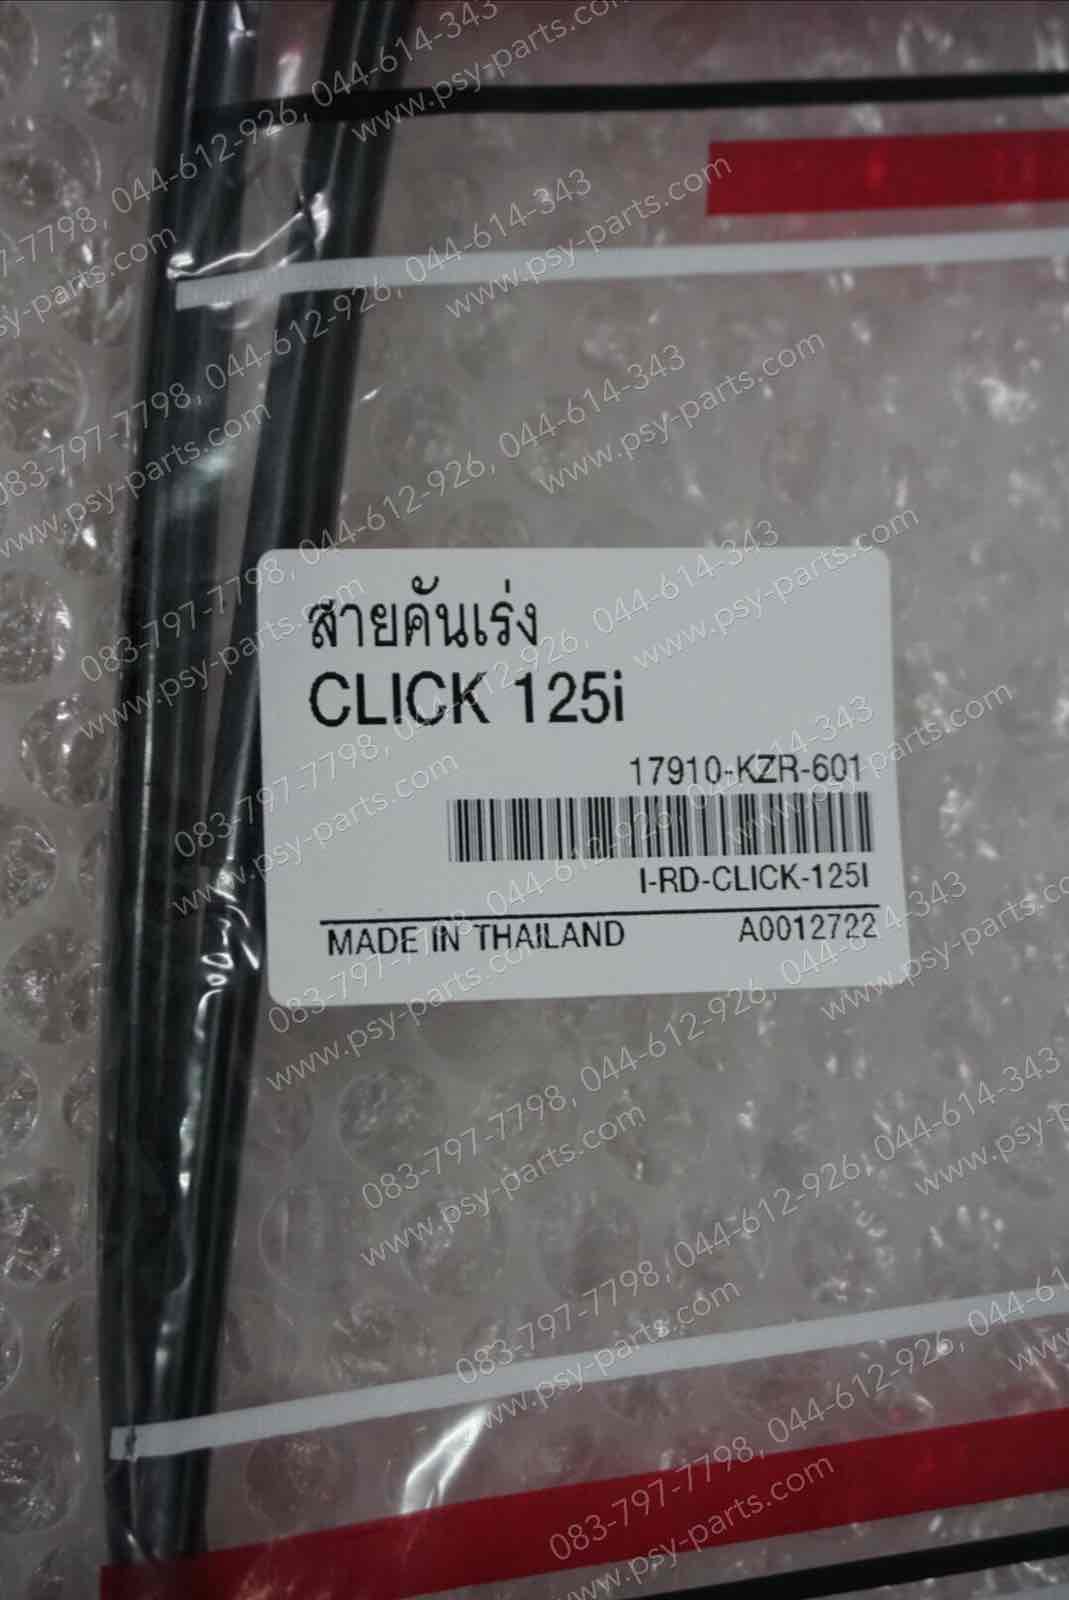 สายคันเร่ง
CLICK 125i
17910-KZR-601
I-RD-CLICK-125I
MADE IN THAILAND A0012722
083-797-7798, 044-612-926, 044-614-343
www.psy-parts.com